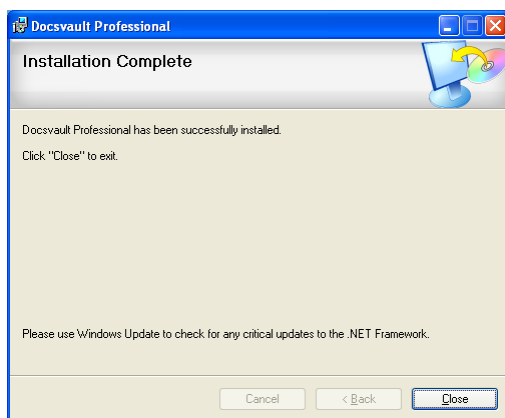 Docsvault Professional
Installation Complete
Docsvault Professional has been successfully installed.
Click "Close" to exit.
Please use Windows Update to check for any critical updates to the .NET Framework.
Cancel
< Back
Close